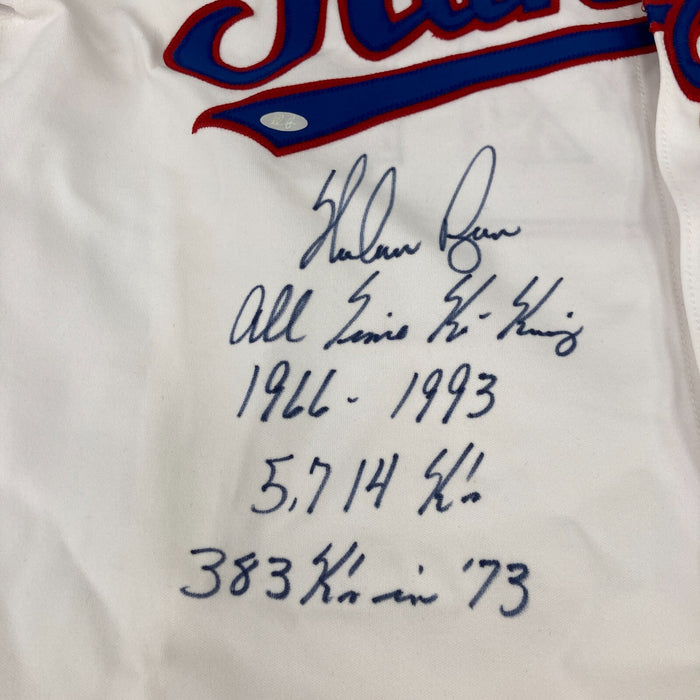 Nolan Ryan
All Time K-King
1966-1993
5,714 K's
383 K's in '73